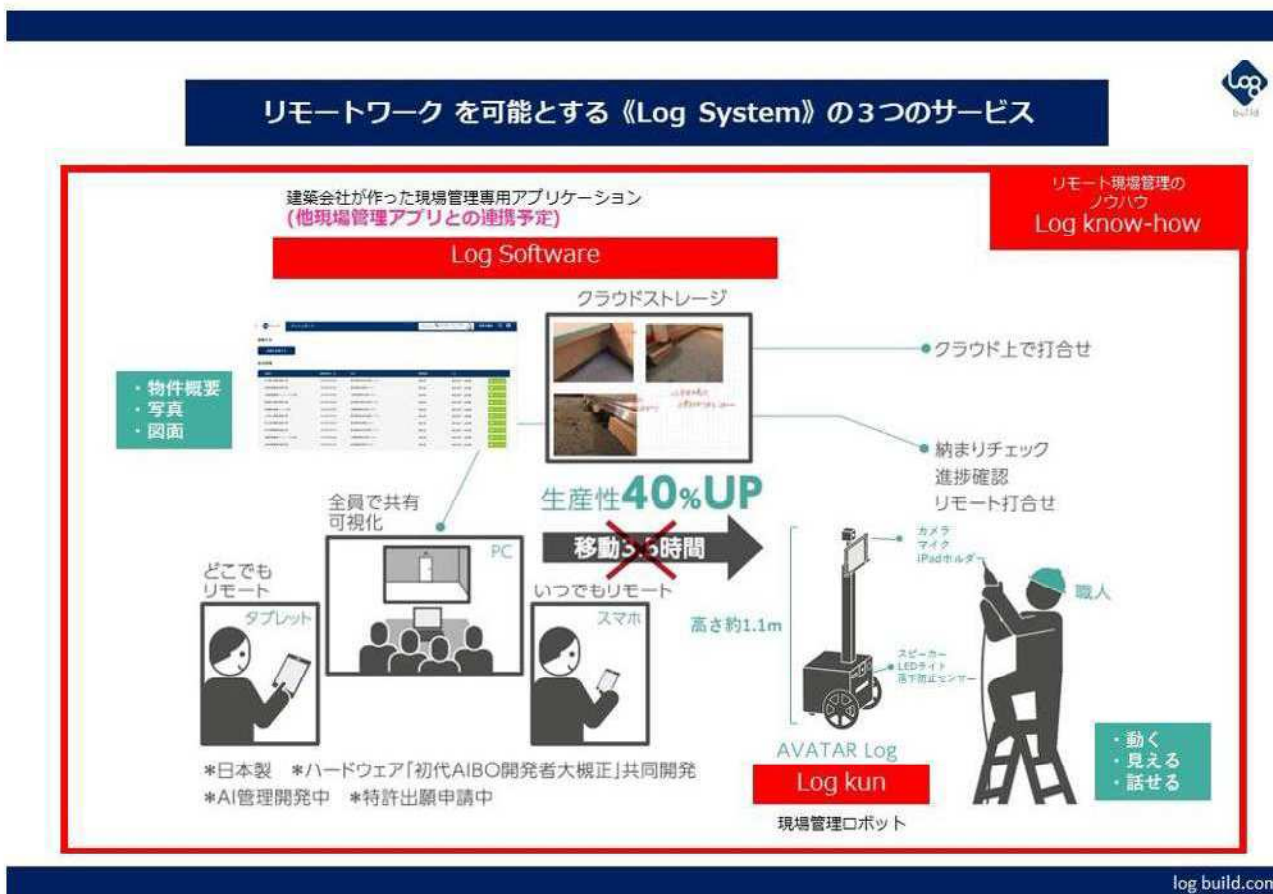 リモートワーク を可能とする《Log System》の３つのサービス
Log
build
建築会社が作った現場管理専用アプリケーション
(他現場管理アプリとの連携予定)
Log Software
リモート現場管理の
ノウハウ
Log know-how
クラウドストレージ
・物件概要
・写真
・図面
クラウド上で打合せ
納まりチェック
進捗確認
リモート打合せ
全員で共有
可視化
PC
生産性40%UP
移動3.5時間
どこでも
リモート
タブレット
いつでもリモート
スマホ
高さ約1.1m
カメラ
マイク
iPadホルダー
職人
スピーカー
LEDライト
落下防止センサー
AVATAR Log
Log kun
現場管理ロボット
・動く
・見える
・話せる
*日本製 *ハードウェア「初代AIBO開発者大槻正」共同開発
*AI管理開発中 *特許出願申請中
log build.com